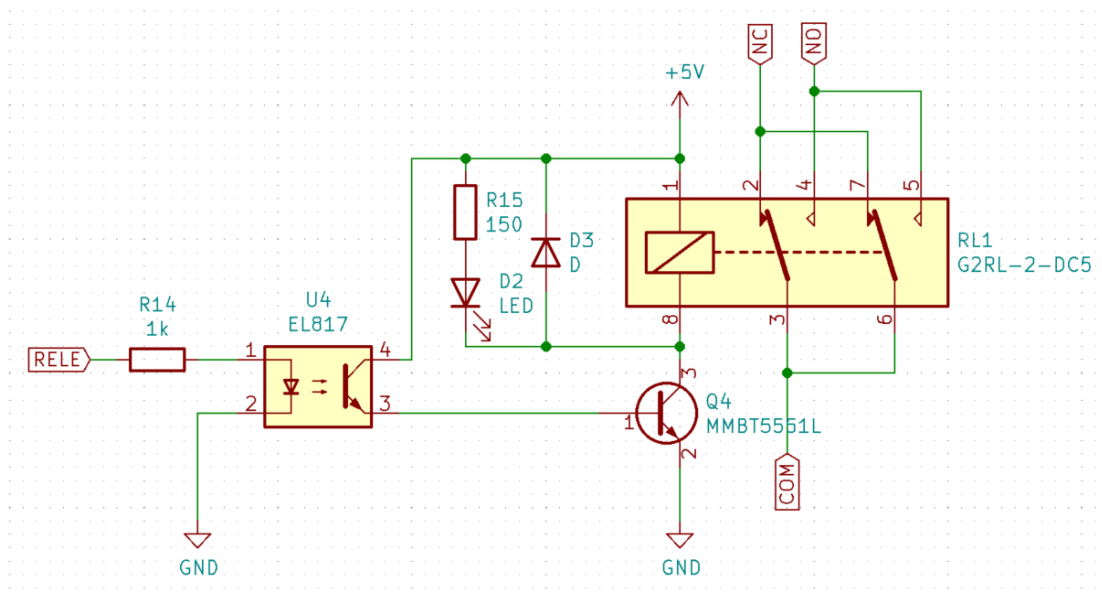 NC
NO
+5V
1
2
4
7
5
R15
150
D3
D
RL1
G2RL-2-DC5
D2
LED
R14
1k
U4
EL817
8
3
6
RELE
1
4
2
3
3
Q4
MMBT5551L
1
2
COM
GND
GND